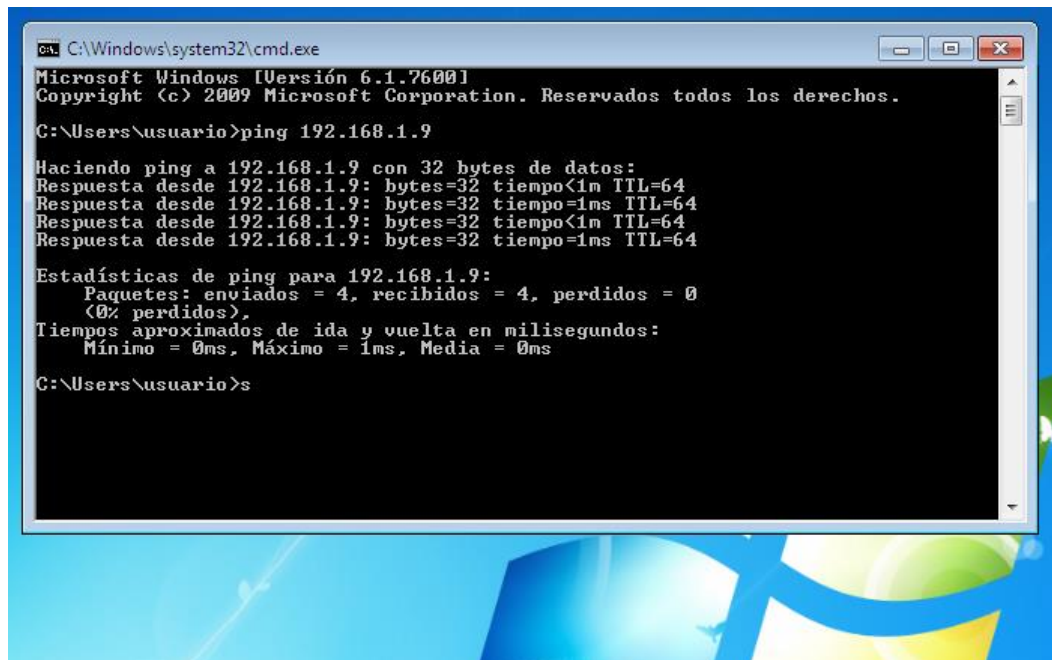 C:\Windows\system32\cmd.exe
Microsoft Windows [Versión 6.1.7600]
Copyright (c) 2009 Microsoft Corporation. Reservados todos los derechos.
C:\Users\usuario>ping 192.168.1.9
Haciendo ping a 192.168.1.9 con 32 bytes de datos:
Respuesta desde 192.168.1.9: bytes=32 tiempo<1m TTL=64
Respuesta desde 192.168.1.9: bytes=32 tiempo=1ms TTL=64
Respuesta desde 192.168.1.9: bytes=32 tiempo<1m TTL=64
Respuesta desde 192.168.1.9: bytes=32 tiempo=1ms TTL=64
Estadísticas de ping para 192.168.1.9:
Paquetes: enviados = 4, recibidos = 4, perdidos = 0
(0% perdidos),
Tiempos aproximados de ida y vuelta en milisegundos:
Mínimo = 0ms, Máximo = 1ms, Media = 0ms
C:\Users\usuario>s